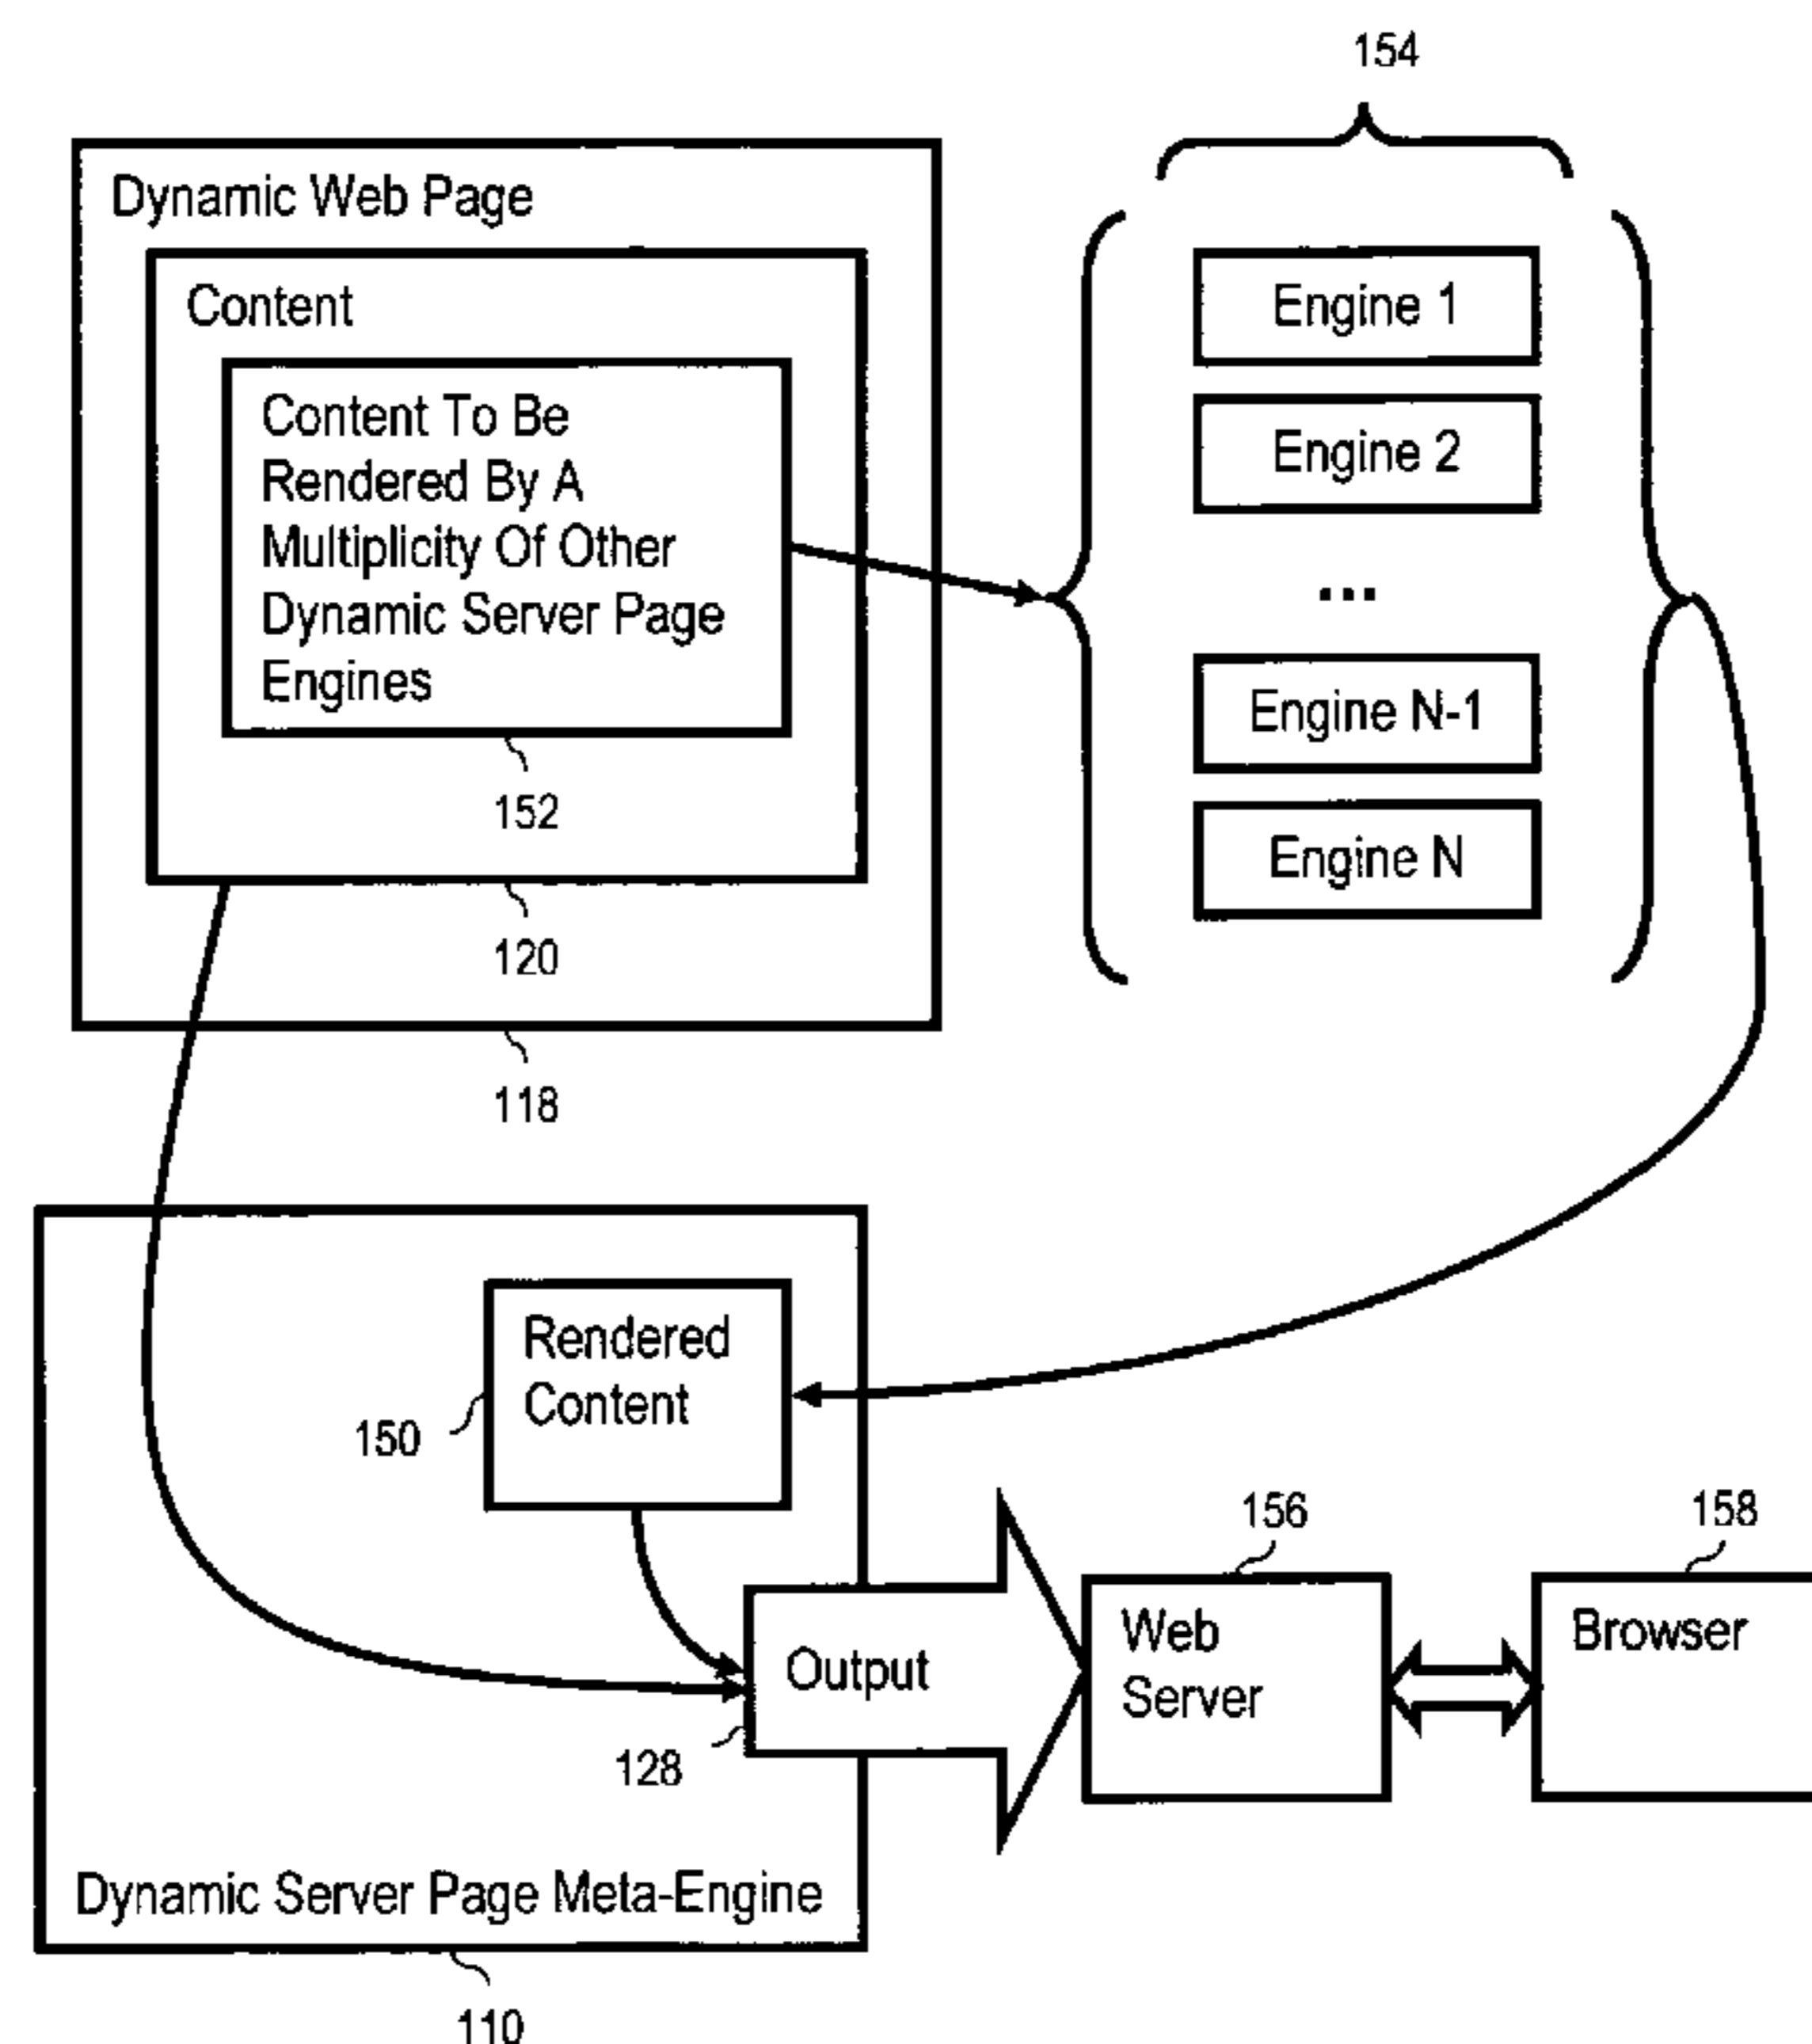 154
Dynamic Web Page
Content
Content To Be
Rendered By A
Multiplicity Of Other
Dynamic Server Page
Engines
152
120
118
Engine 1
Engine 2
...
Engine N-1
Engine N
Rendered
Content
150
Output
128
Dynamic Server Page Meta-Engine
110
156
Web
Server
158
Browser